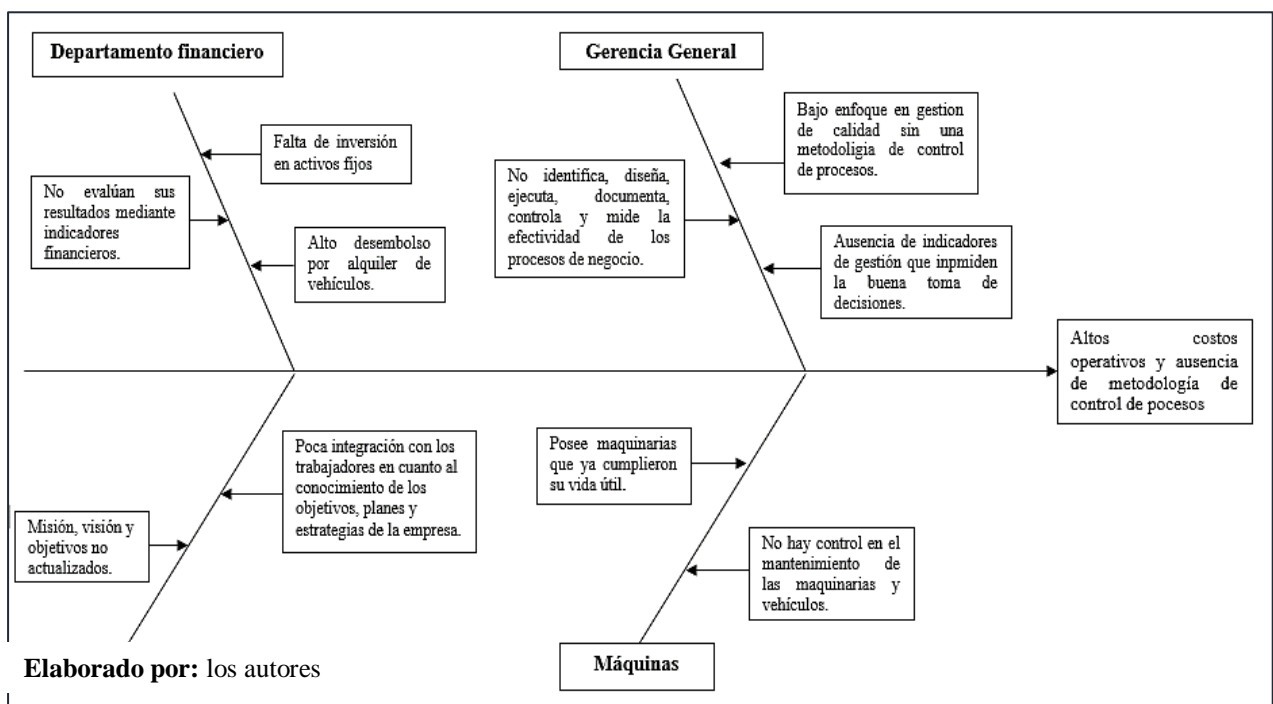 Departamento financiero
Falta de inversión
en activos fijos
No evalúan sus
resultados mediante
indicadores
financieros.
Alto desembolso
por alquiler de
vehículos.
Gerencia General
Bajo enfoque en gestion
de calidad sin una
metodoligia de control
de procesos.
No identifica, diseña,
ejecuta, documenta,
controla y mide la
efectividad de los
procesos de negocio.
Ausencia de indicadores
de gestión que inpmiden
la buena toma de
decisiones.
Altos costos
operativos y ausencia
de metodología de
control de pocesos
Poca integración con los
trabajadores en cuanto al
conocimiento de los
objetivos, planes y
estrategias de la empresa.
Misión, visión y
objetivos no
actualizados.
Posee maquinarias
que ya cumplieron
su vida útil.
No hay control en el
mantenimiento de
las maquinarias y
vehículos.
Máquinas
Elaborado por: los autores